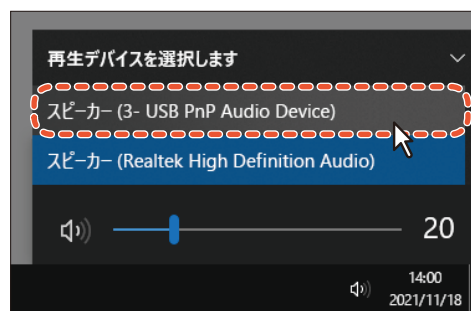 再生デバイスを選択します
スピーカー (3- USB PnP Audio Device)
スピーカー (Realtek High Definition Audio)
20
14:00
2021/11/18